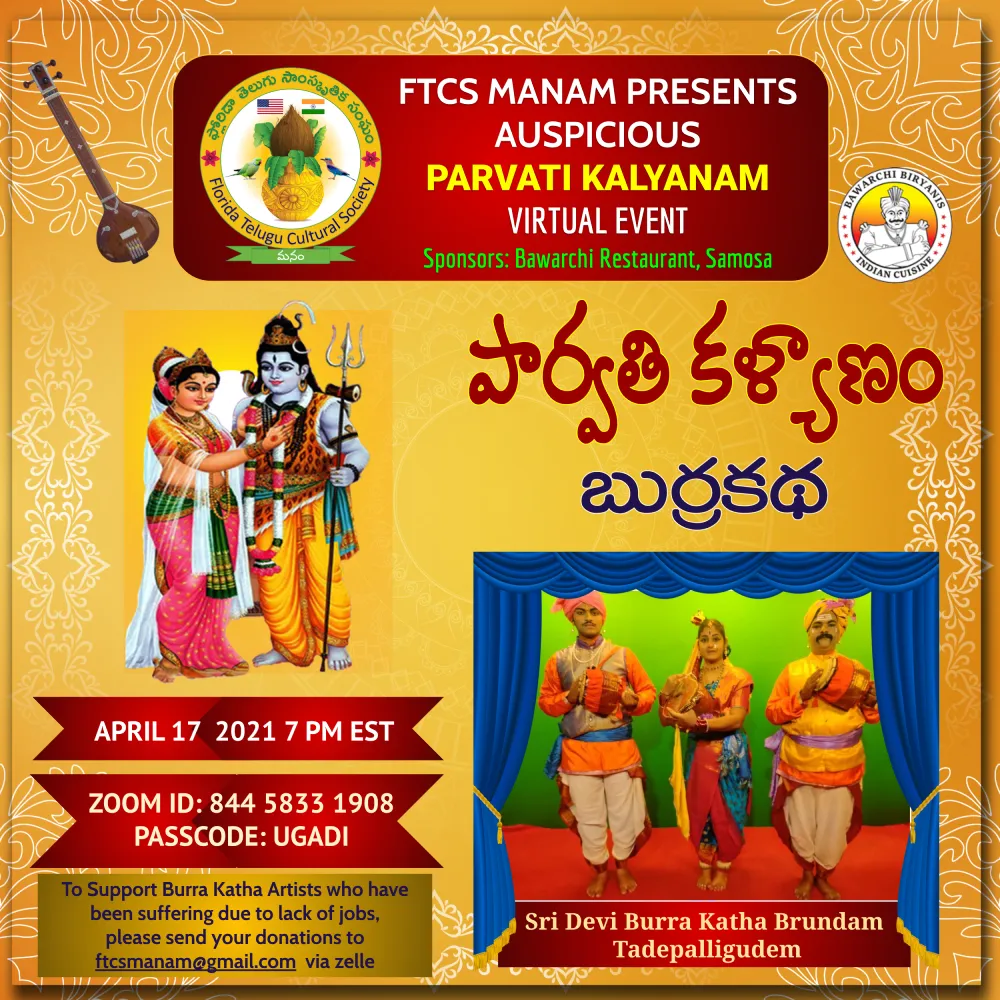 ఫ్లోరిడా తెలుగు సాంస్కృతిక సంఘం
Florida Telugu Cultural Society
మనం
FTCS MANAM PRESENTS
AUSPICIOUS
PARVATI KALYANAM
VIRTUAL EVENT
Sponsors: Bawarchi Restaurant, Samosa
BAWARCHI BIRYANIS
INDIAN CUISINE
పార్వతి కళ్యాణం
బుర్రకథ
APRIL 17 2021 7 PM EST
ZOOM ID: 844 5833 1908
PASSCODE: UGADI
To Support Burra Katha Artists who have
been suffering due to lack of jobs,
please send your donations to
ftcsmanam@gmail.com via zelle
Sri Devi Burra Katha Brundam
Tadepalligudem